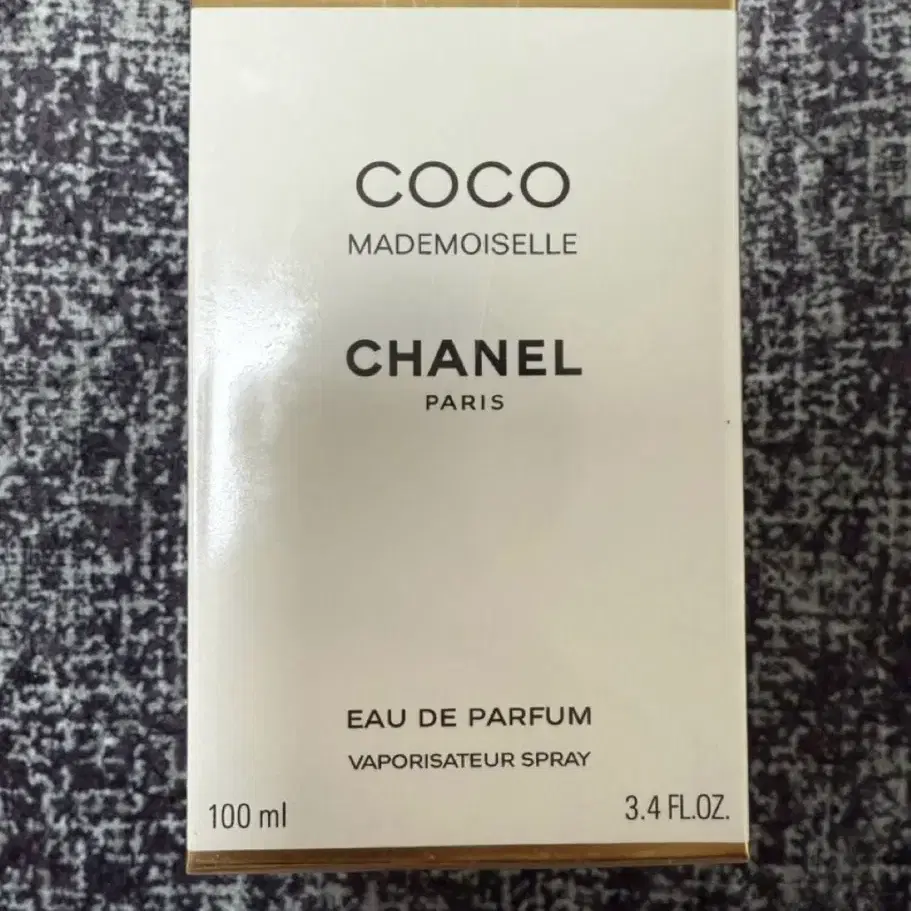 COCO
MADEMOISELLE
CHANEL
PARIS
EAU DE PARFUM
VAPORISATEUR SPRAY
100 ml
3.4 FL.OZ.